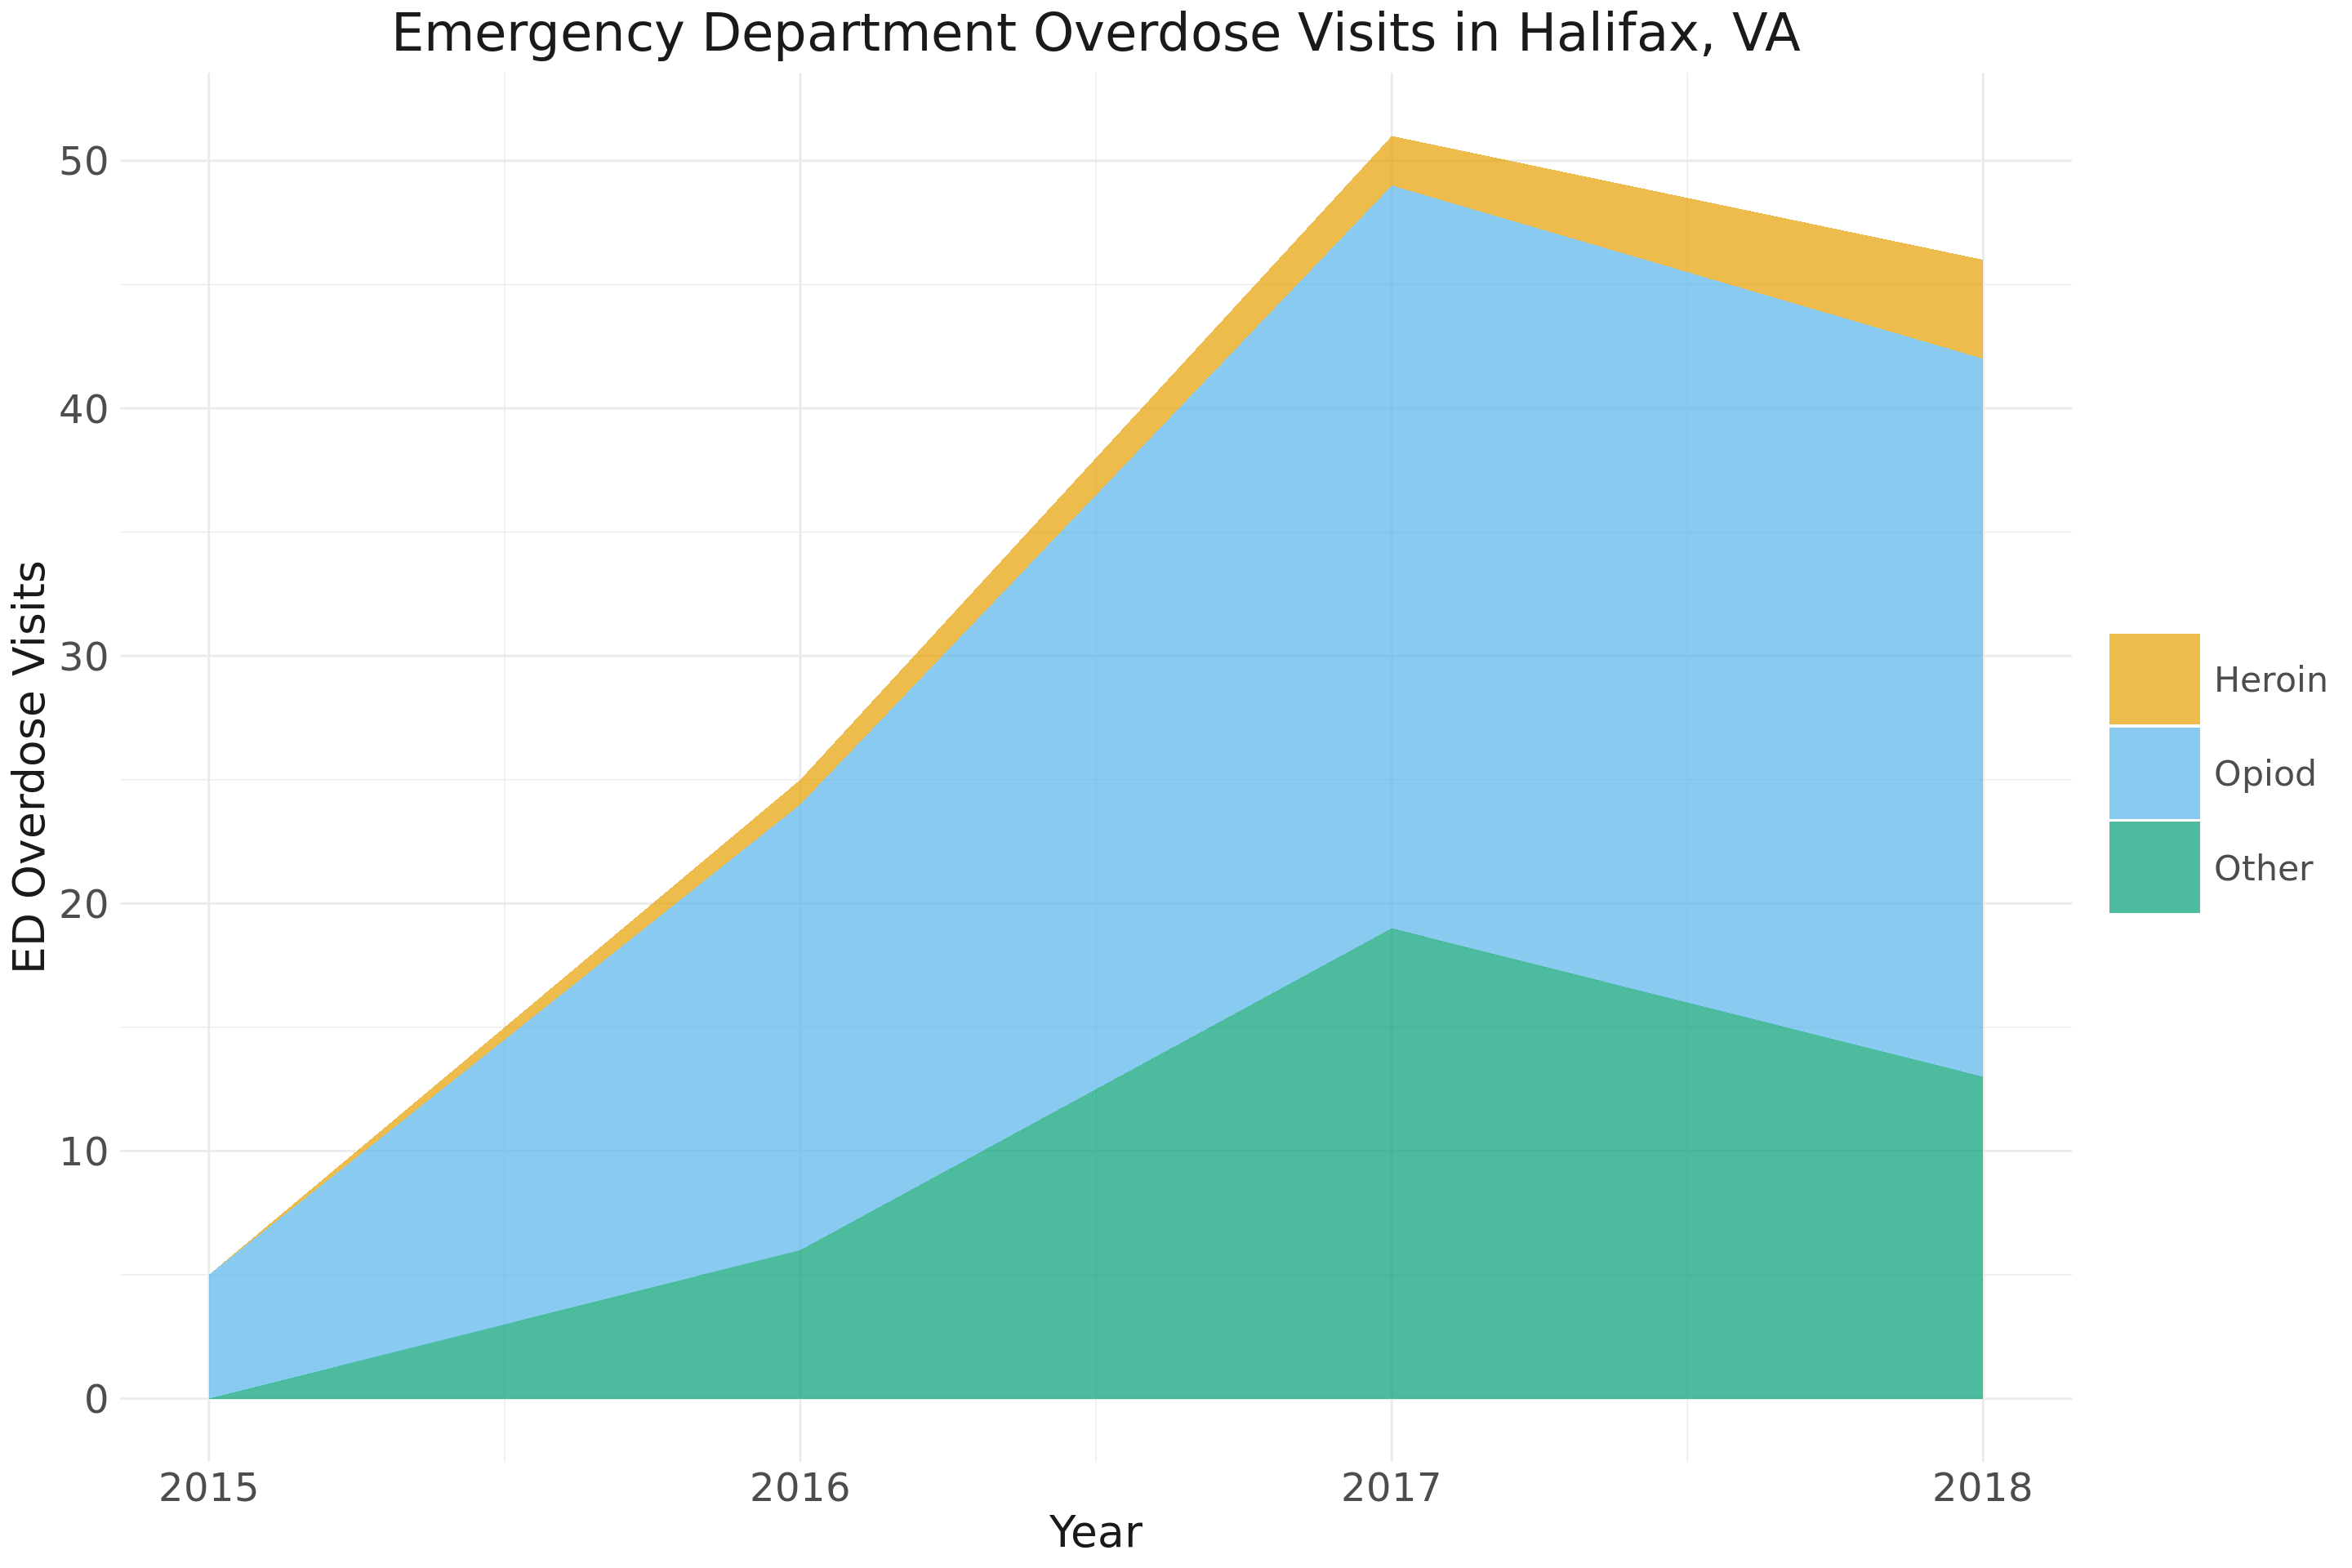 Emergency Department Overdose Visits in Halifax, VA
ED Overdose Visits
50
40
30
20
10
0
2015 2016 2017 2018
Year
Heroin
Opiod
Other